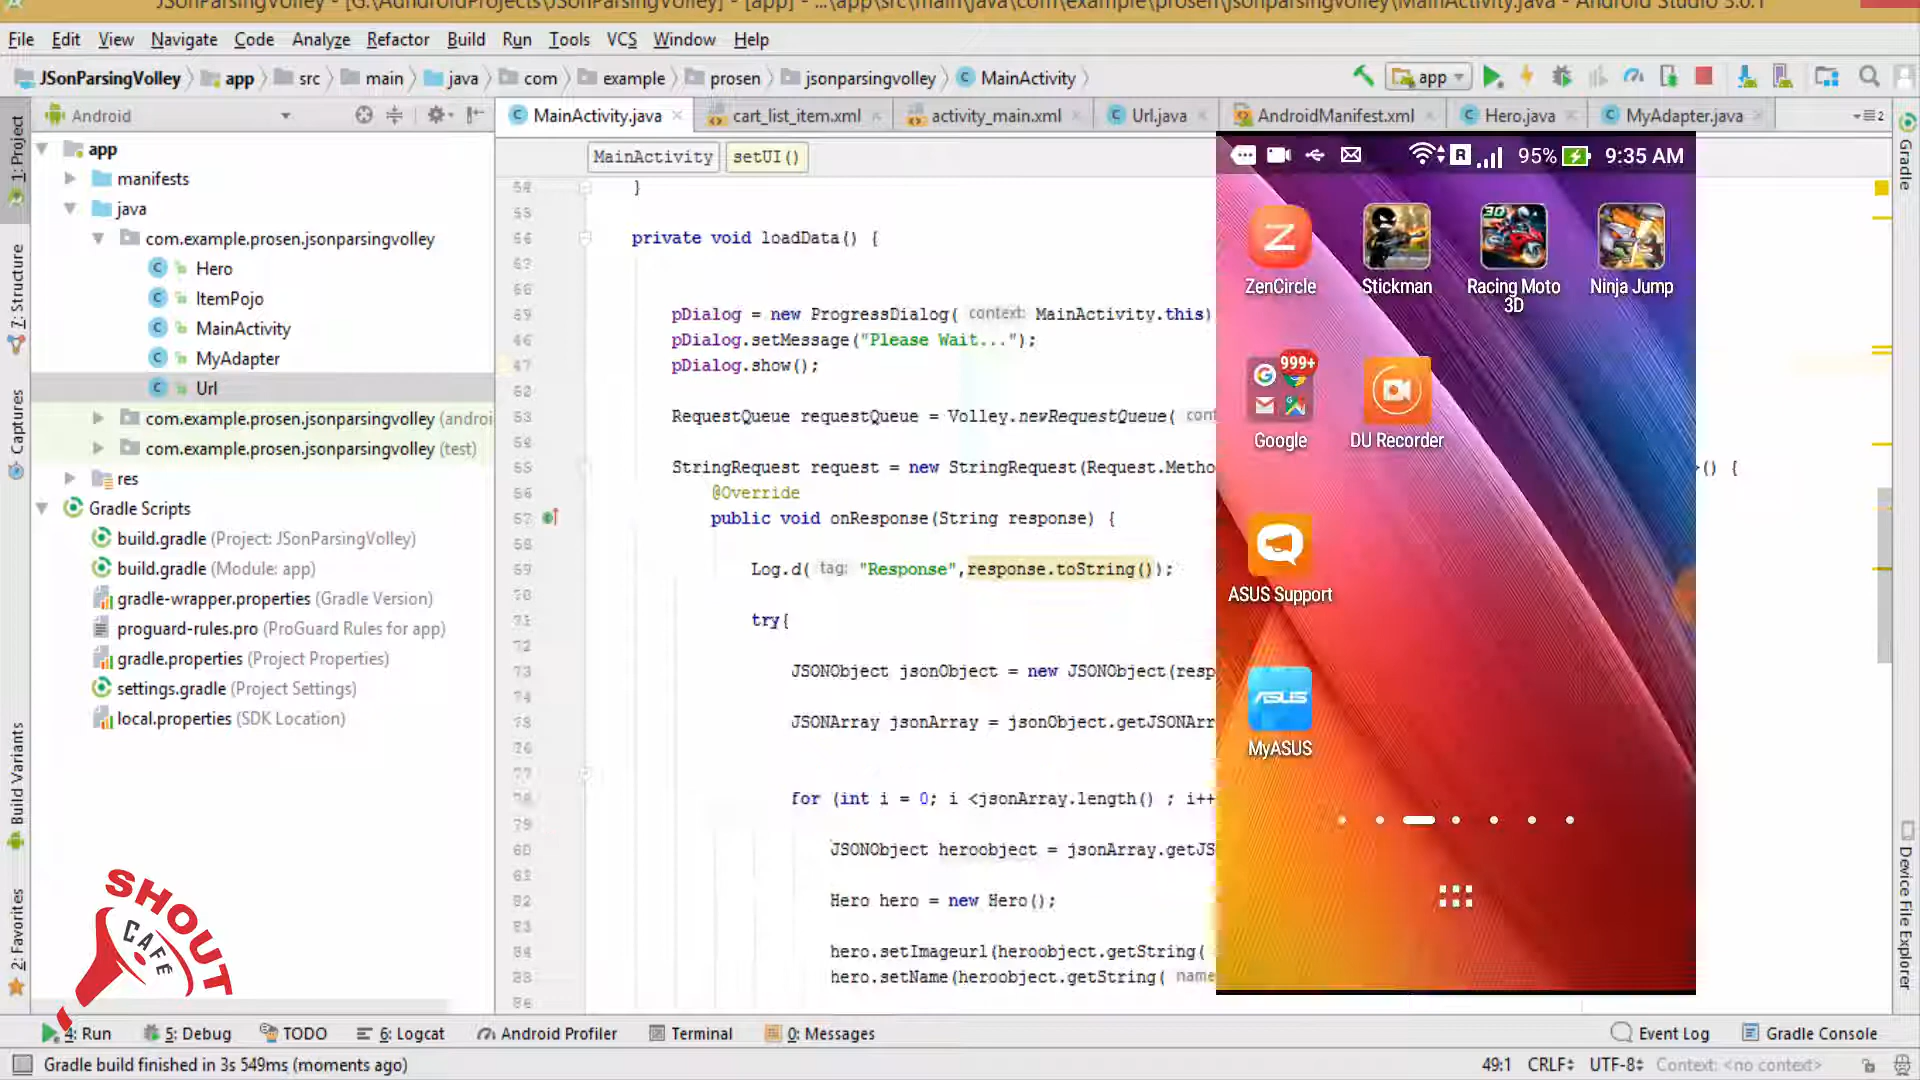 JSonParsingVolley - [G:\AdndroidProjects\JSonParsingVolley] - [app] - ...\app\src\main\java\com\example\prosen\jsonparsingvolley\MainActivity.java - Android Studio 3.0.1
File Edit View Navigate Code Analyze Refactor Build Run Tools VCS Window Help
JSonParsingVolley app src main java com example prosen jsonparsingvolley MainActivity app
Android MainActivity.java cart_list_item.xml activity_main.xml Url.java AndroidManifest.xml Hero.java MyAdapter.java
MainActivity setUI()
app
manifests
java
com.example.prosen.jsonparsingvolley
Hero
ItemPojo
MainActivity
MyAdapter
Url
com.example.prosen.jsonparsingvolley (androi
com.example.prosen.jsonparsingvolley (test)
res
Gradle Scripts
build.gradle (Project: JSonParsingVolley)
build.gradle (Module: app)
gradle-wrapper.properties (Gradle Version)
proguard-rules.pro (ProGuard Rules for app)
gradle.properties (Project Properties)
settings.gradle (Project Settings)
local.properties (SDK Location)
1: Project
7: Structure
Captures
Build Variants
2: Favorites
}
private void loadData() {
pDialog = new ProgressDialog( context: MainActivity.this)
pDialog.setMessage("Please Wait...");
pDialog.show();
RequestQueue requestQueue = Volley.newRequestQueue( cont
StringRequest request = new StringRequest(Request.Metho
>() {
@Override
public void onResponse(String response) {
Log.d( tag: "Response",response.toString());
try{
JSONObject jsonObject = new JSONObject(resp
JSONArray jsonArray = jsonObject.getJSONArr
for (int i = 0; i <jsonArray.length() ; i++
JSONObject heroobject = jsonArray.getJS
Hero hero = new Hero();
hero.setImageurl(heroobject.getString(
hero.setName(heroobject.getString( name
R 95% 9:35 AM
ZenCircle Stickman Racing Moto 3D Ninja Jump
999+
Google DU Recorder
ASUS Support
ASUS
MyASUS
Gradle
Device File Explorer
SHOUT
CAFE
4: Run 5: Debug TODO 6: Logcat Android Profiler Terminal 0: Messages Event Log Gradle Console
Gradle build finished in 3s 549ms (moments ago) 49:1 CRLF UTF-8 Context: <no context>